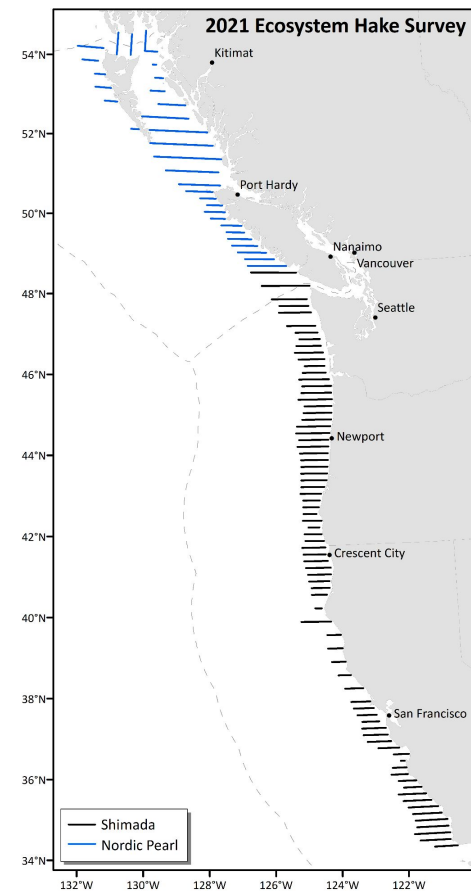 2021 Ecosystem Hake Survey
54°N
Kitimat
52°N
Port Hardy
50°N
Nanaimo
Vancouver
48°N
Seattle
46°N
Newport
44°N
42°N
Crescent City
40°N
38°N
San Francisco
36°N
Shimada
Nordic Pearl
34°N
132°W 130°W 128°W 126°W 124°W 122°W